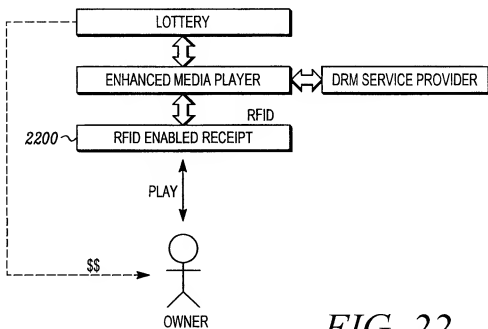 LOTTERY
ENHANCED MEDIA PLAYER
DRM SERVICE PROVIDER
RFID
2200
RFID ENABLED RECEIPT
PLAY
$$
OWNER
FIG. 22